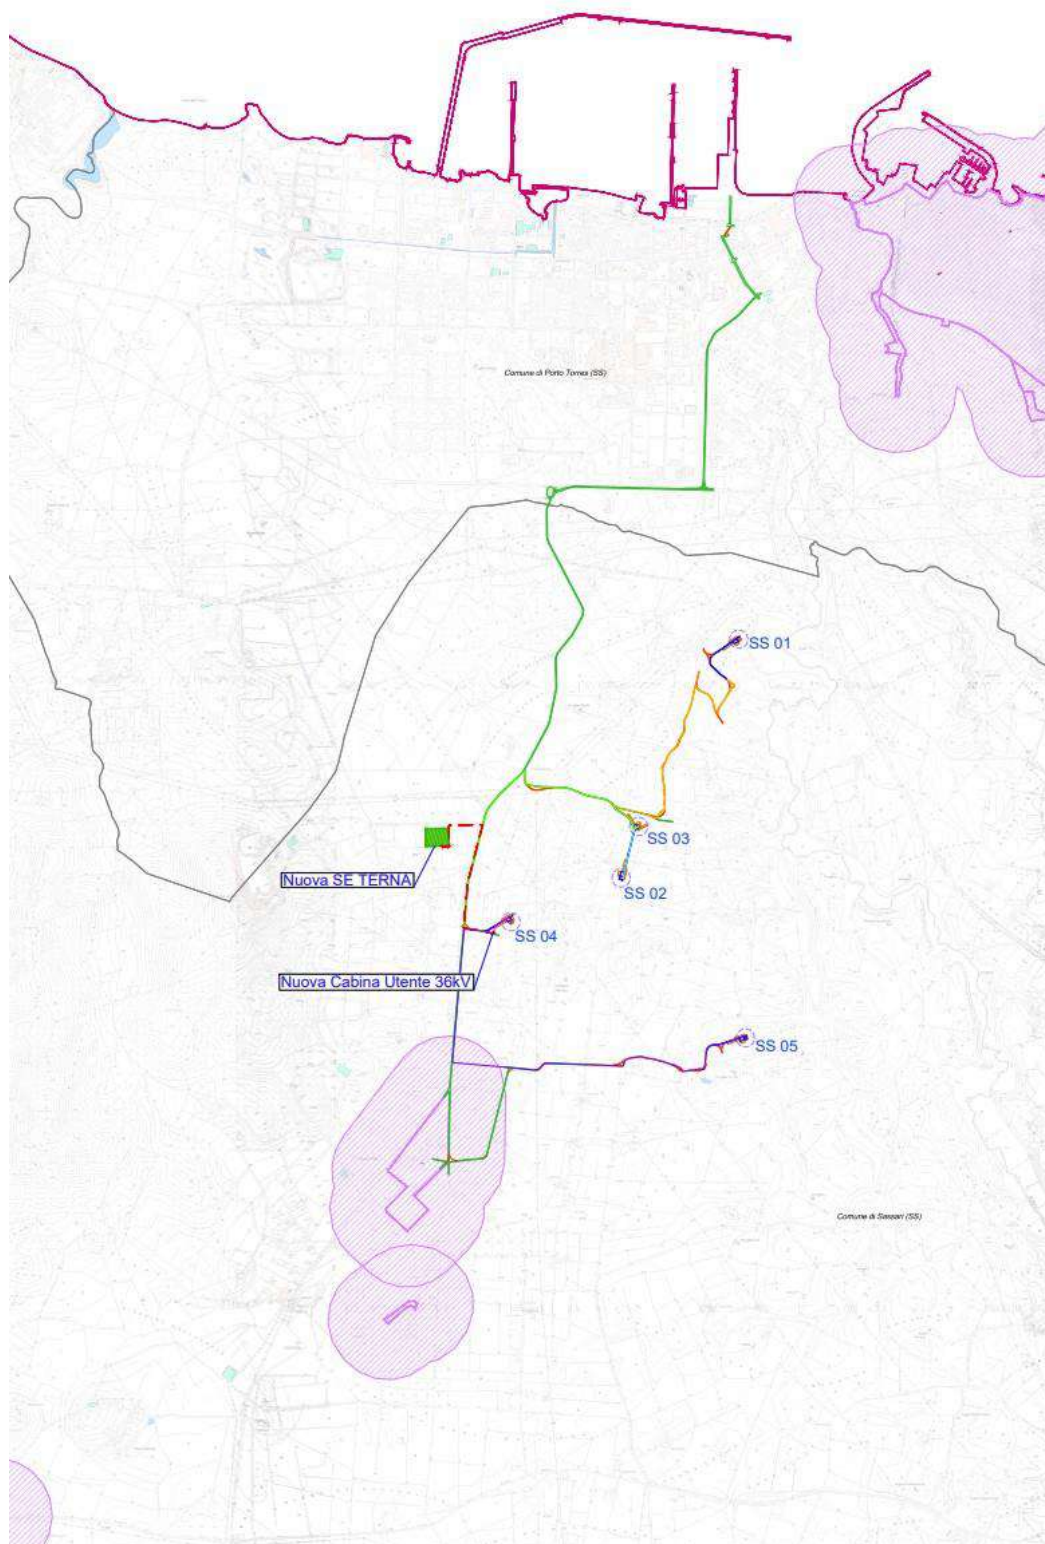 Comune di Porto Torres (SS)
SS 01
SS 03
Nuova SE TERNA
SS 02
SS 04
Nuova Cabina Utente 36kV
SS 05
Comune di Sassari (SS)